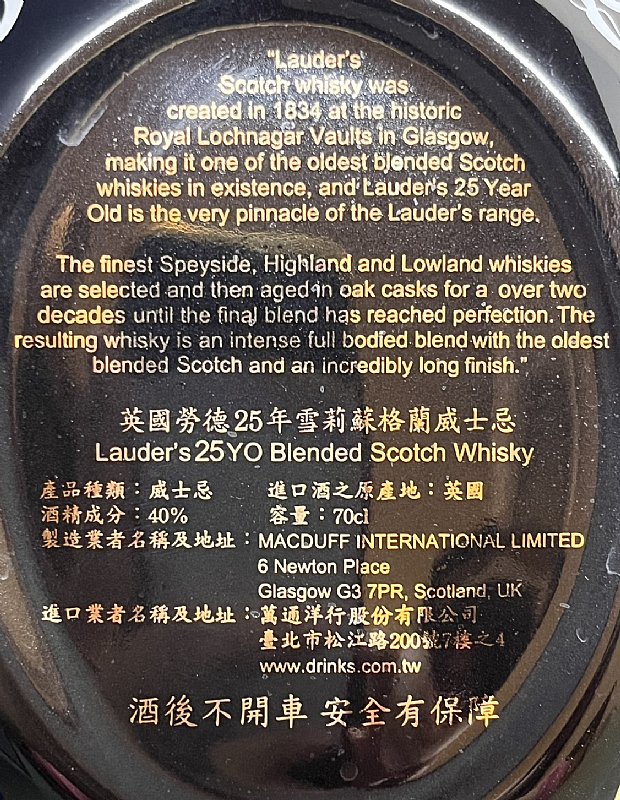 "Lauder's
Scotch whisky was
created in 1834 at the historic
Royal Lochnagar Vaults in Glasgow,
making it one of the oldest blended Scotch
whiskies in existence, and Lauder's 25 Year
Old is the very pinnacle of the Lauder's range.
The finest Speyside, Highland and Lowland whiskies
are selected and then aged in oak casks for a over two
decades until the final blend has reached perfection. The
resulting whisky is an intense full bodied blend with the oldest
blended Scotch and an incredibly long finish."
英國勞德25年雪莉蘇格蘭威士忌
Lauder's 25YO Blended Scotch Whisky
產品種類：威士忌 進口酒之原產地：英國
酒精成分：40% 容量：70cl
製造業者名稱及地址：MACDUFF INTERNATIONAL LIMITED
6 Newton Place
Glasgow G3 7PR, Scotland, UK
進口業者名稱及地址：萬通洋行股份有限公司
臺北市松江路200號7樓之4
www.drinks.com.tw
酒後不開車 安全有保障